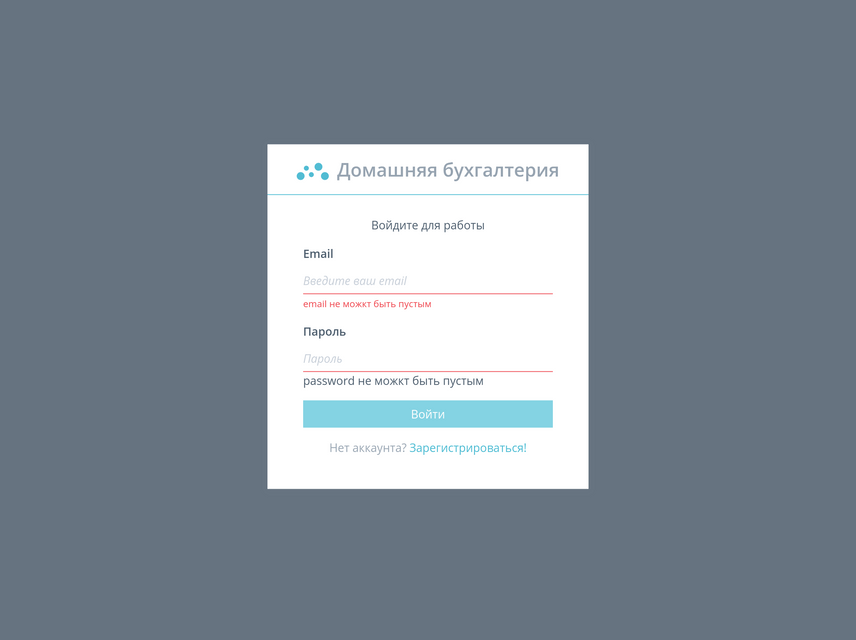 Домашняя бухгалтерия
Войдите для работы
Email
Введите ваш email
email не можкт быть пустым
Пароль
Пароль
password не можкт быть пустым
Войти
Нет аккаунта? Зарегистрироваться!